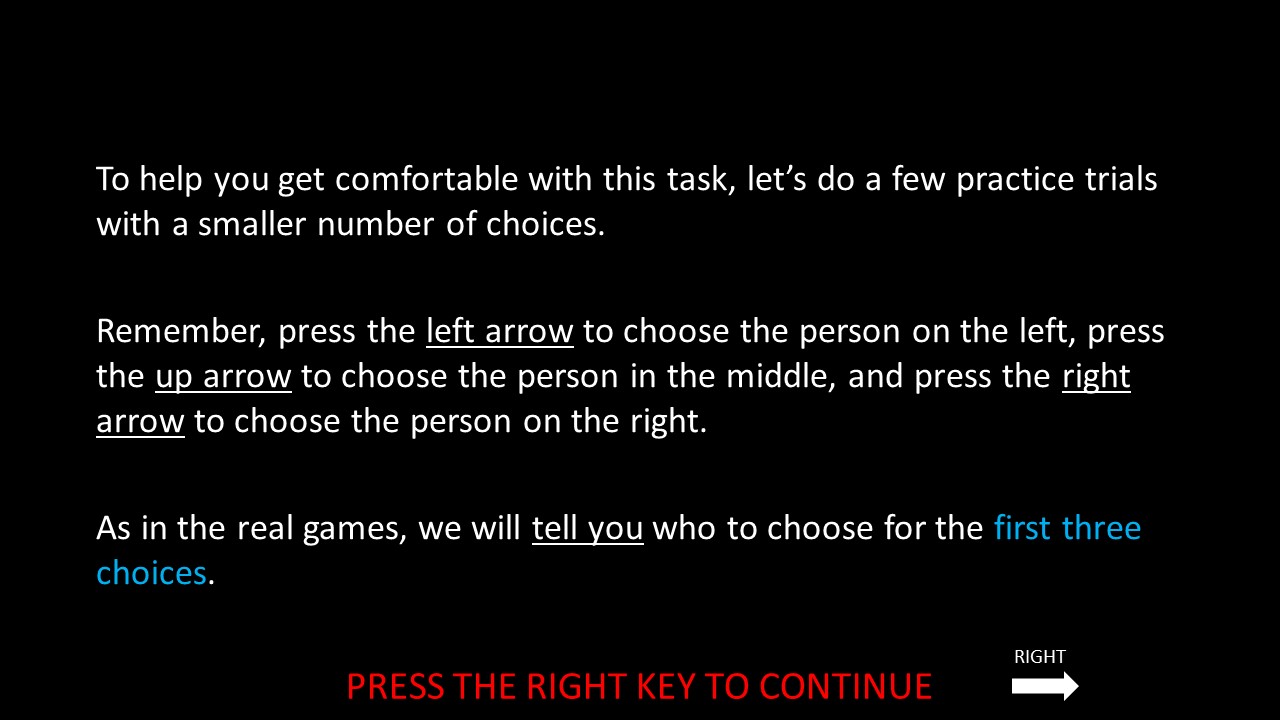 To help you get comfortable with this task, let’s do a few practice trials
with a smaller number of choices.
Remember, press the left arrow to choose the person on the left, press
the up arrow to choose the person in the middle, and press the right
arrow to choose the person on the right.
As in the real games, we will tell you who to choose for the first three
choices.
RIGHT
PRESS THE RIGHT KEY TO CONTINUE